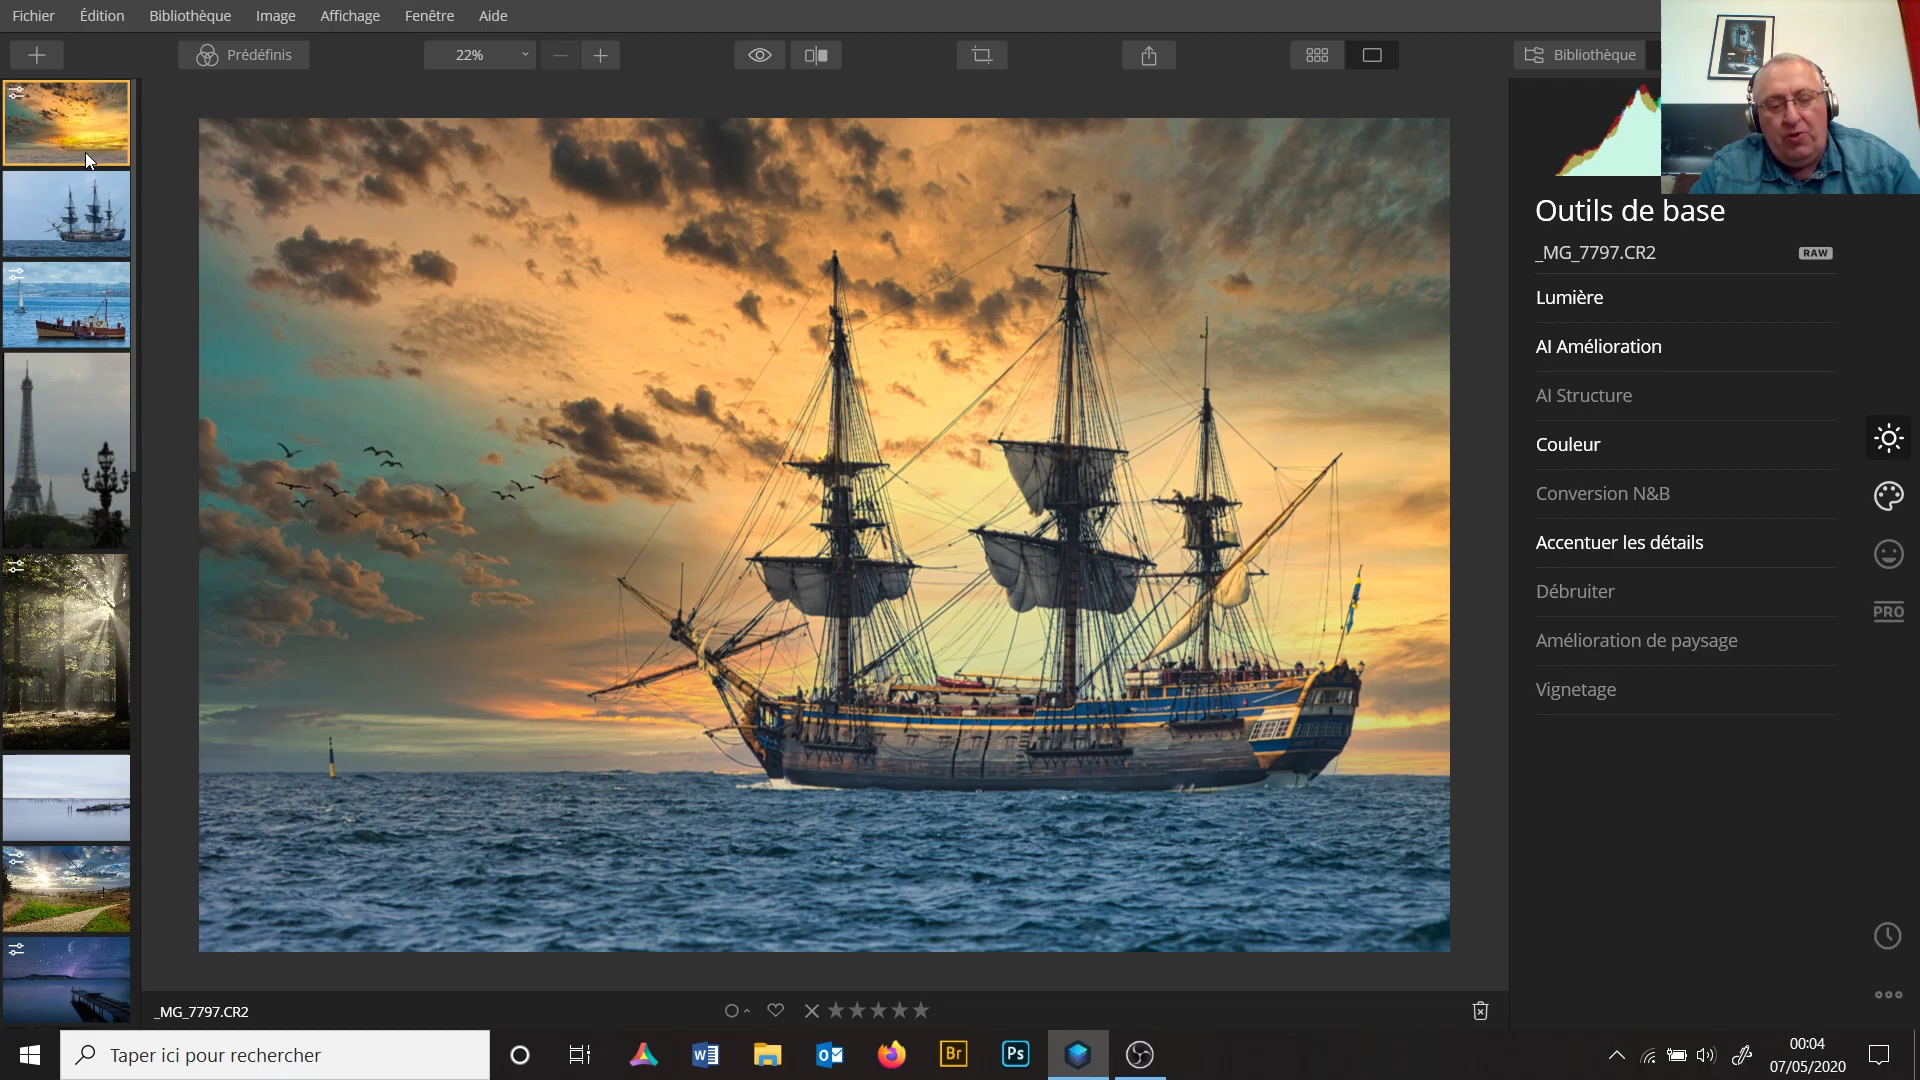 Fichier Édition Bibliothèque Image Affichage Fenêtre Aide
Prédéfinis 22% Bibliothèque
Outils de base
_MG_7797.CR2 RAW
Lumière
AI Amélioration
AI Structure
Couleur
Conversion N&B
Accentuer les détails
Débruiter
PRO
Amélioration de paysage
Vignetage
_MG_7797.CR2
Taper ici pour rechercher
Br Ps
00:04
07/05/2020